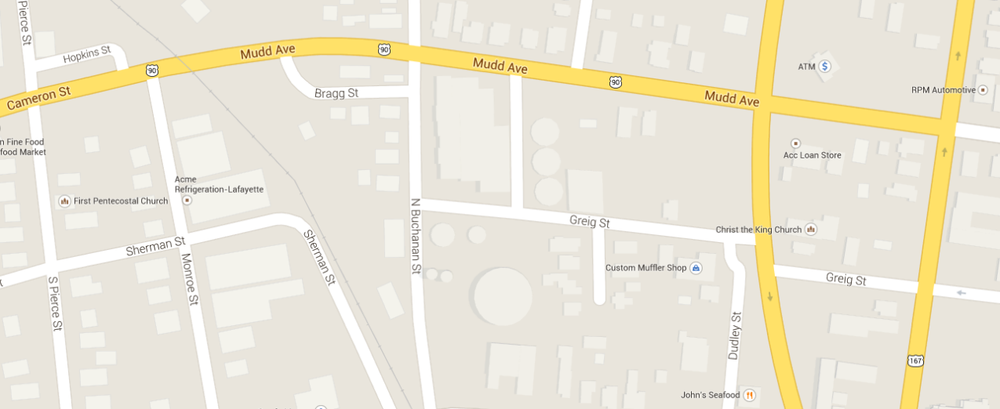 Pierce St
Hopkins St
90
Mudd Ave
90
Mudd Ave
90
Mudd Ave
ATM $
RPM Automotive
Cameron St
Bragg St
n Fine Food
food Market
Acc Loan Store
Acme
Refrigeration-Lafayette
First Pentecostal Church
N Buchanan St
Greig St
Christ the King Church
Sherman St
Sherman St
Monroe St
S Pierce St
Custom Muffler Shop
Greig St
Dudley St
167
John's Seafood